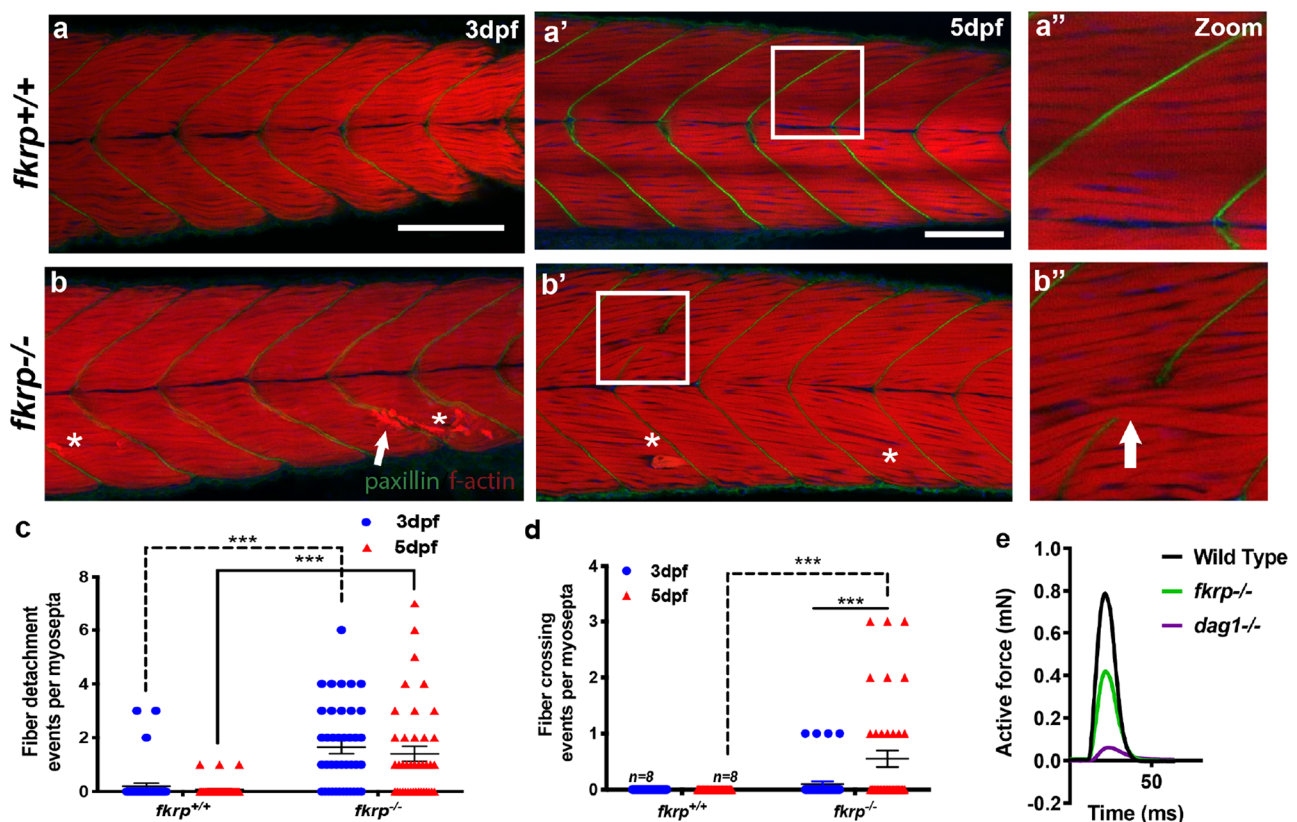 a 3dpf
a' 5dpf
a" Zoom
fkrp+/+
b
b'
b"
fkrp-/-
*
*
*
*
paxillin f-actin
c
3dpf
5dpf
***
***
Fiber detachment
events per myosepta
8
6
4
2
0
fkrp+/+
fkrp-/-
d
3dpf
5dpf
***
***
Fiber crossing
events per myosepta
4
3
2
1
0
n=8
n=8
fkrp+/+
fkrp-/-
e
Wild Type
fkrp-/-
dag1-/-
Active force (mN)
1.0
0.8
0.6
0.4
0.2
0.0
-0.2
50
Time (ms)